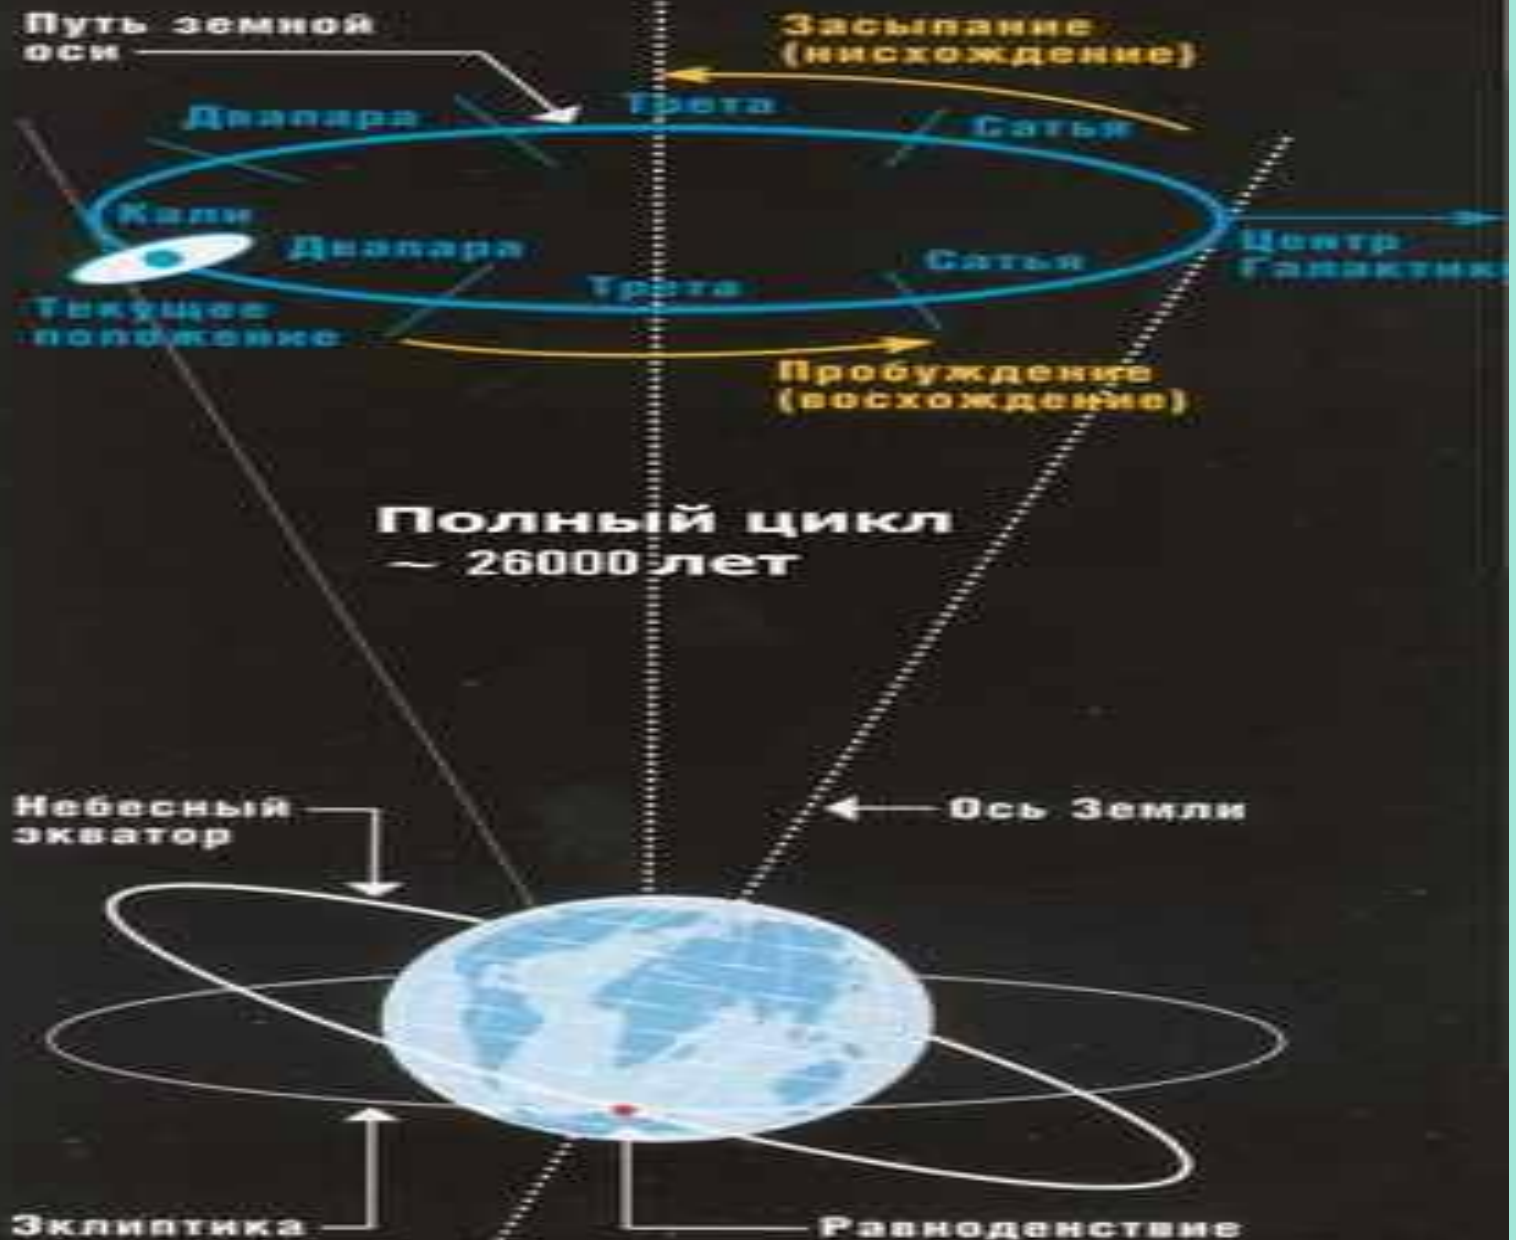 Путь земной
оси
Засыпание
(нисхождение)
Двапара
Трета
Сатья
Кали
Двапара
Трета
Сатья
Центр
Галактики
Текущее
положение
Пробуждение
(восхождение)
Полный цикл
~ 26000 лет
Небесный
экватор
Ось Земли
Эклиптика
Равноденствие